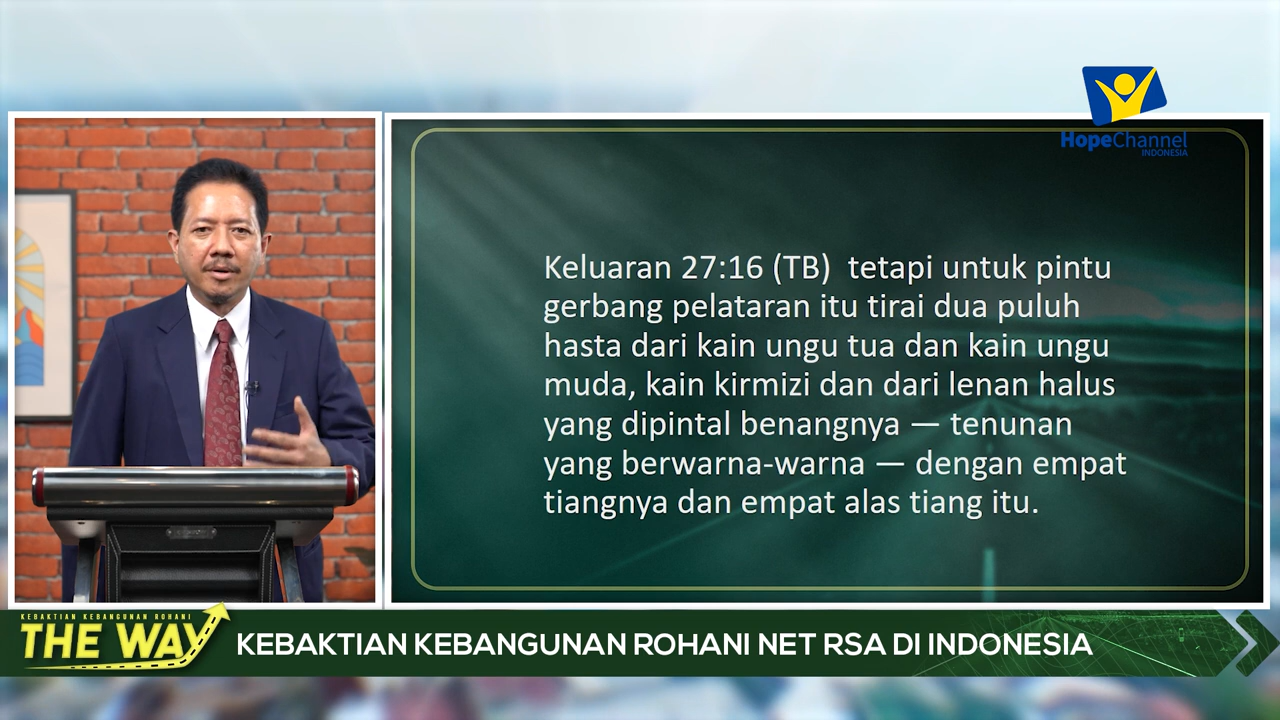 HopeChannel
INDONESIA
Keluaran 27:16 (TB)  tetapi untuk pintu
gerbang pelataran itu tirai dua puluh
hasta dari kain ungu tua dan kain ungu
muda, kain kirmizi dan dari lenan halus
yang dipintal benangnya — tenunan
yang berwarna-warna — dengan empat
tiangnya dan empat alas tiang itu.
KEBAKTIAN KEBANGUNAN ROHANI
THE WAY
KEBAKTIAN KEBANGUNAN ROHANI NET RSA DI INDONESIA